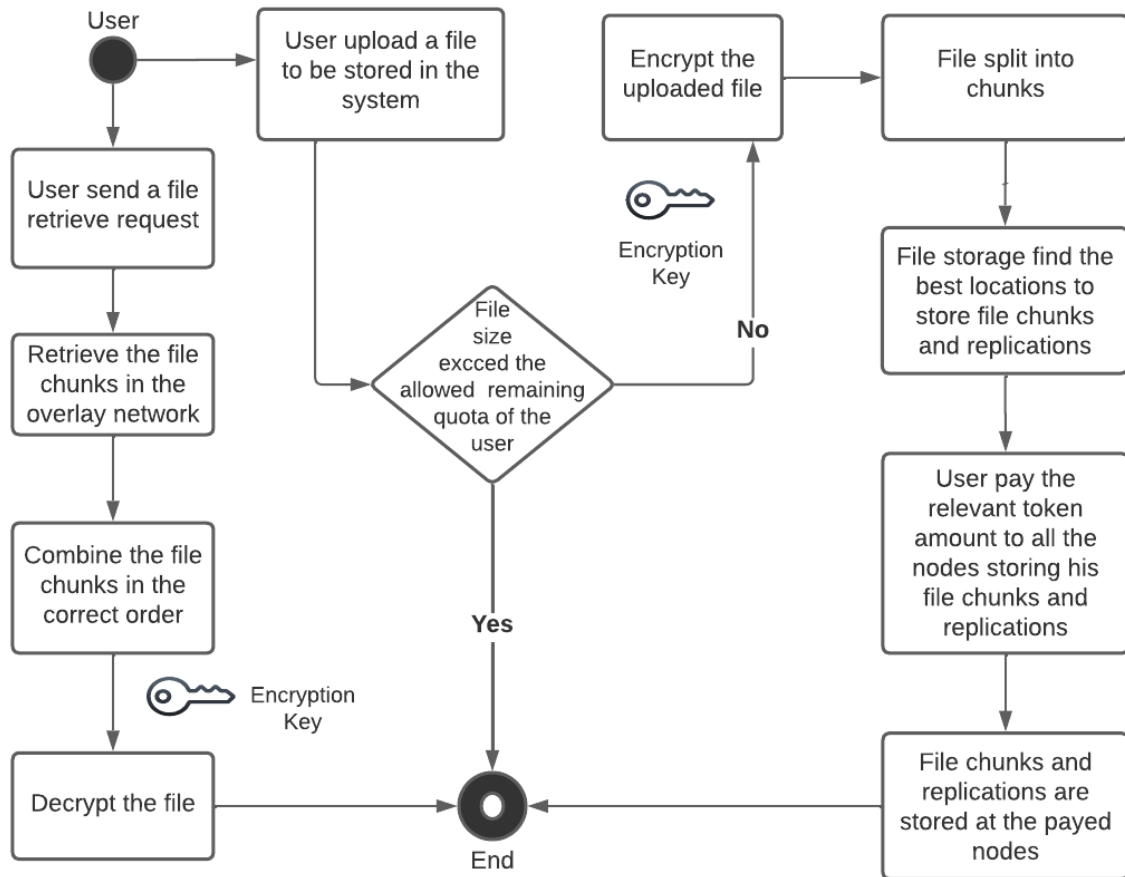 User
User upload a file
to be stored in the
system
Encrypt the
uploaded file
File split into
chunks
User send a file
retrieve request
Encryption
Key
File storage find the
best locations to
store file chunks
and replications
File
size
excced the
allowed  remaining
quota of the
user
No
Retrieve the file
chunks in the
overlay network
User pay the
relevant token
amount to all the
nodes storing his
file chunks and
replications
Combine the file
chunks in the
correct order
Yes
Encryption
Key
Decrypt the file
File chunks and
replications are
stored at the payed
nodes
End